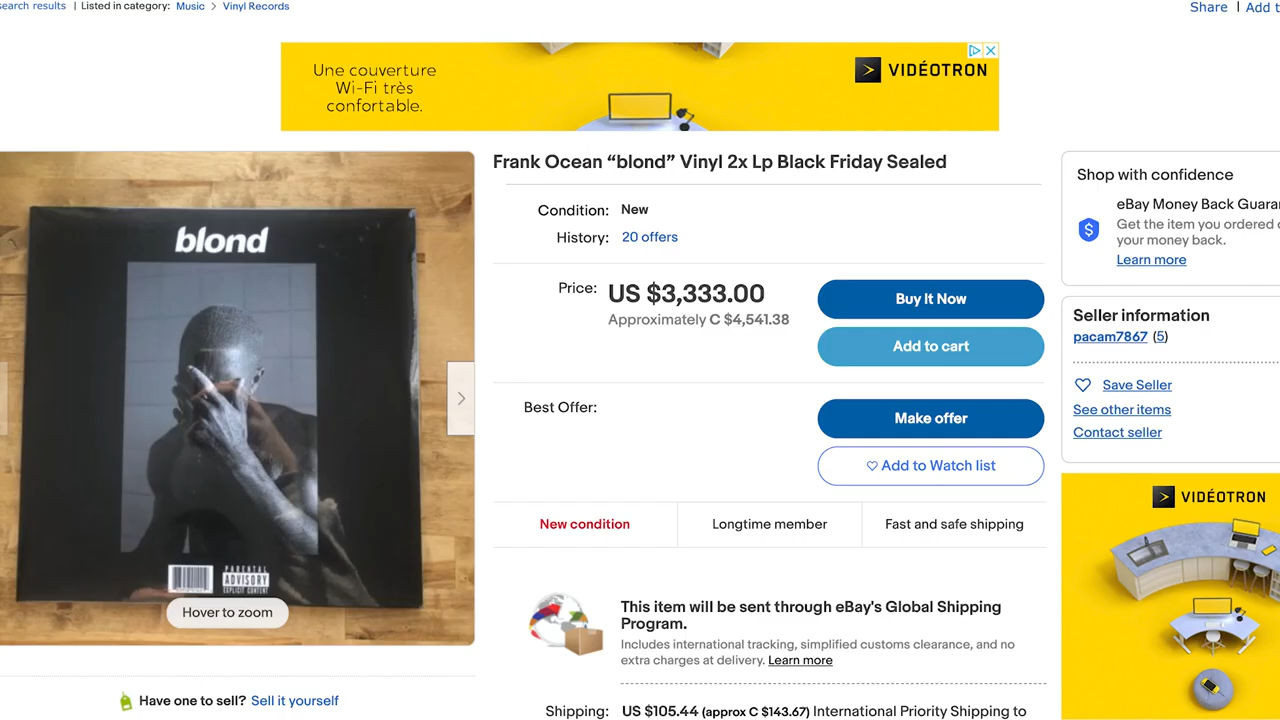 search results | Listed in category: Music > Vinyl Records
Share | Add t
Une couverture
Wi-Fi très
confortable.
VIDÉOTRON
blond
PARENTAL
ADVISORY
EXPLICIT CONTENT
Hover to zoom
Have one to sell? Sell it yourself
Frank Ocean “blond” Vinyl 2x Lp Black Friday Sealed
Condition: New
History: 20 offers
Price: US $3,333.00
Approximately C $4,541.38
Buy It Now
Add to cart
Best Offer:
Make offer
Add to Watch list
New condition
Longtime member
Fast and safe shipping
This item will be sent through eBay's Global Shipping
Program.
Includes international tracking, simplified customs clearance, and no
extra charges at delivery. Learn more
Shipping: US $105.44 (approx C $143.67) International Priority Shipping to
Shop with confidence
eBay Money Back Guara
Get the item you ordered
your money back.
Learn more
Seller information
pacam7867 (5)
Save Seller
See other items
Contact seller
VIDÉOTRON